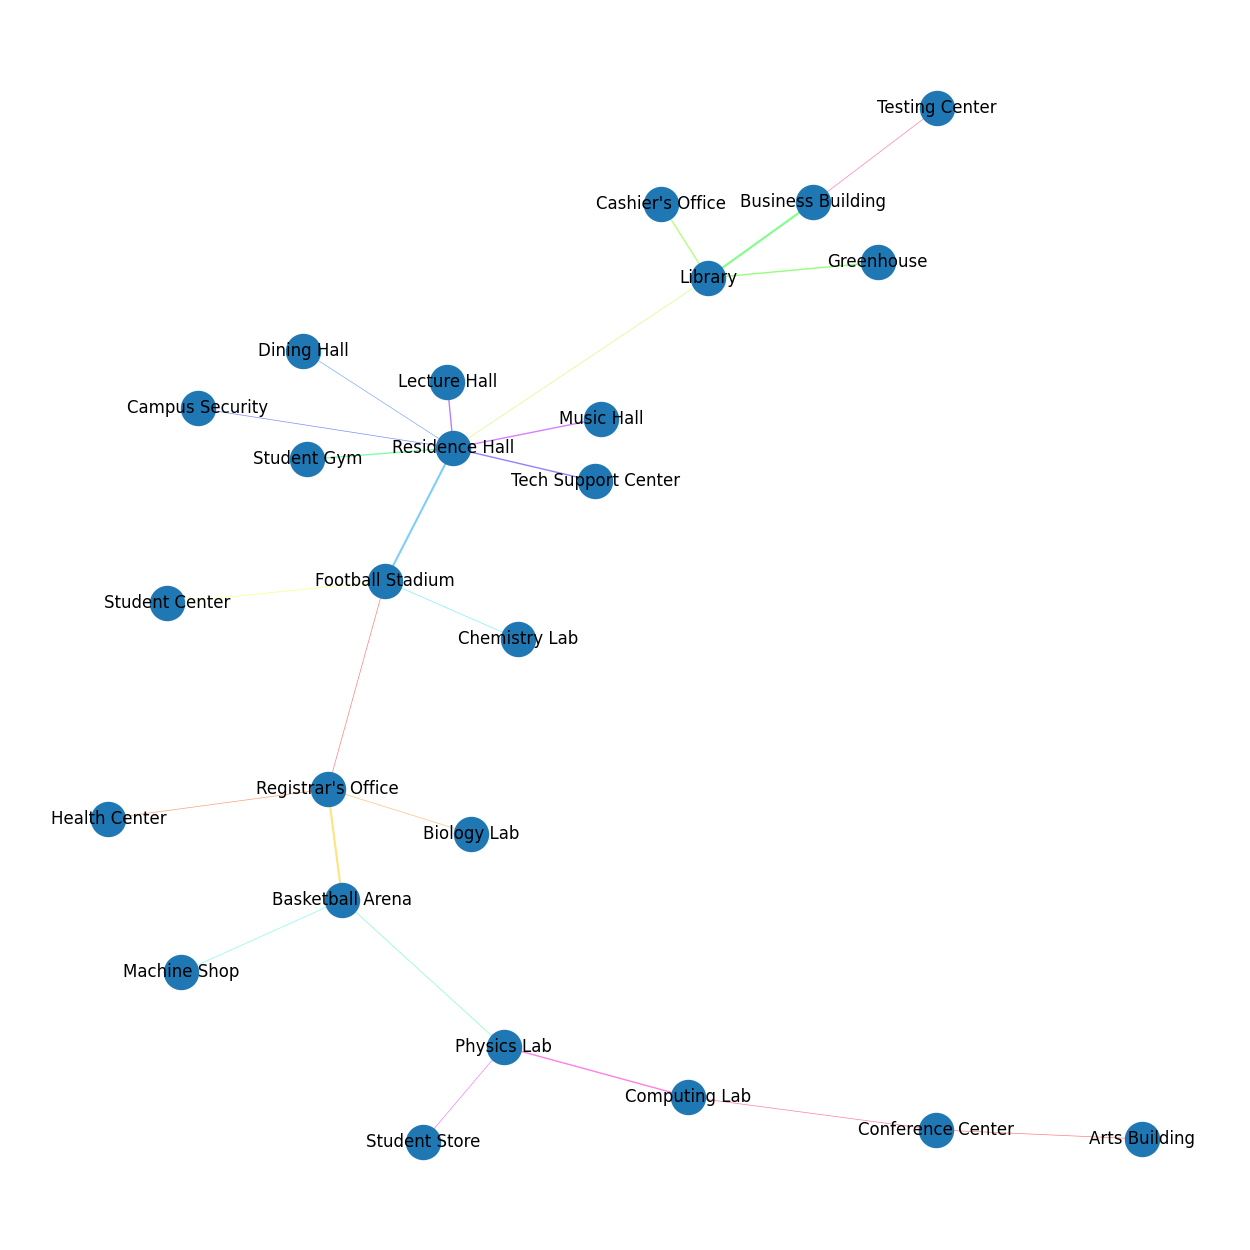 Testing Center
Cashier's Office
Business Building
Greenhouse
Library
Dining Hall
Lecture Hall
Campus Security
Music Hall
Residence Hall
Student Gym
Tech Support Center
Football Stadium
Student Center
Chemistry Lab
Registrar's Office
Health Center
Biology Lab
Basketball Arena
Machine Shop
Physics Lab
Computing Lab
Conference Center
Arts Building
Student Store